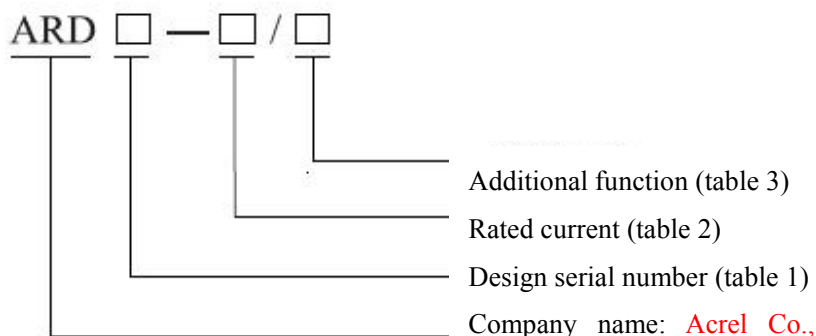 ARD □ — □ / □
Additional function (table 3)
Rated current (table 2)
Design serial number (table 1)
Company name: Acrel Co.,